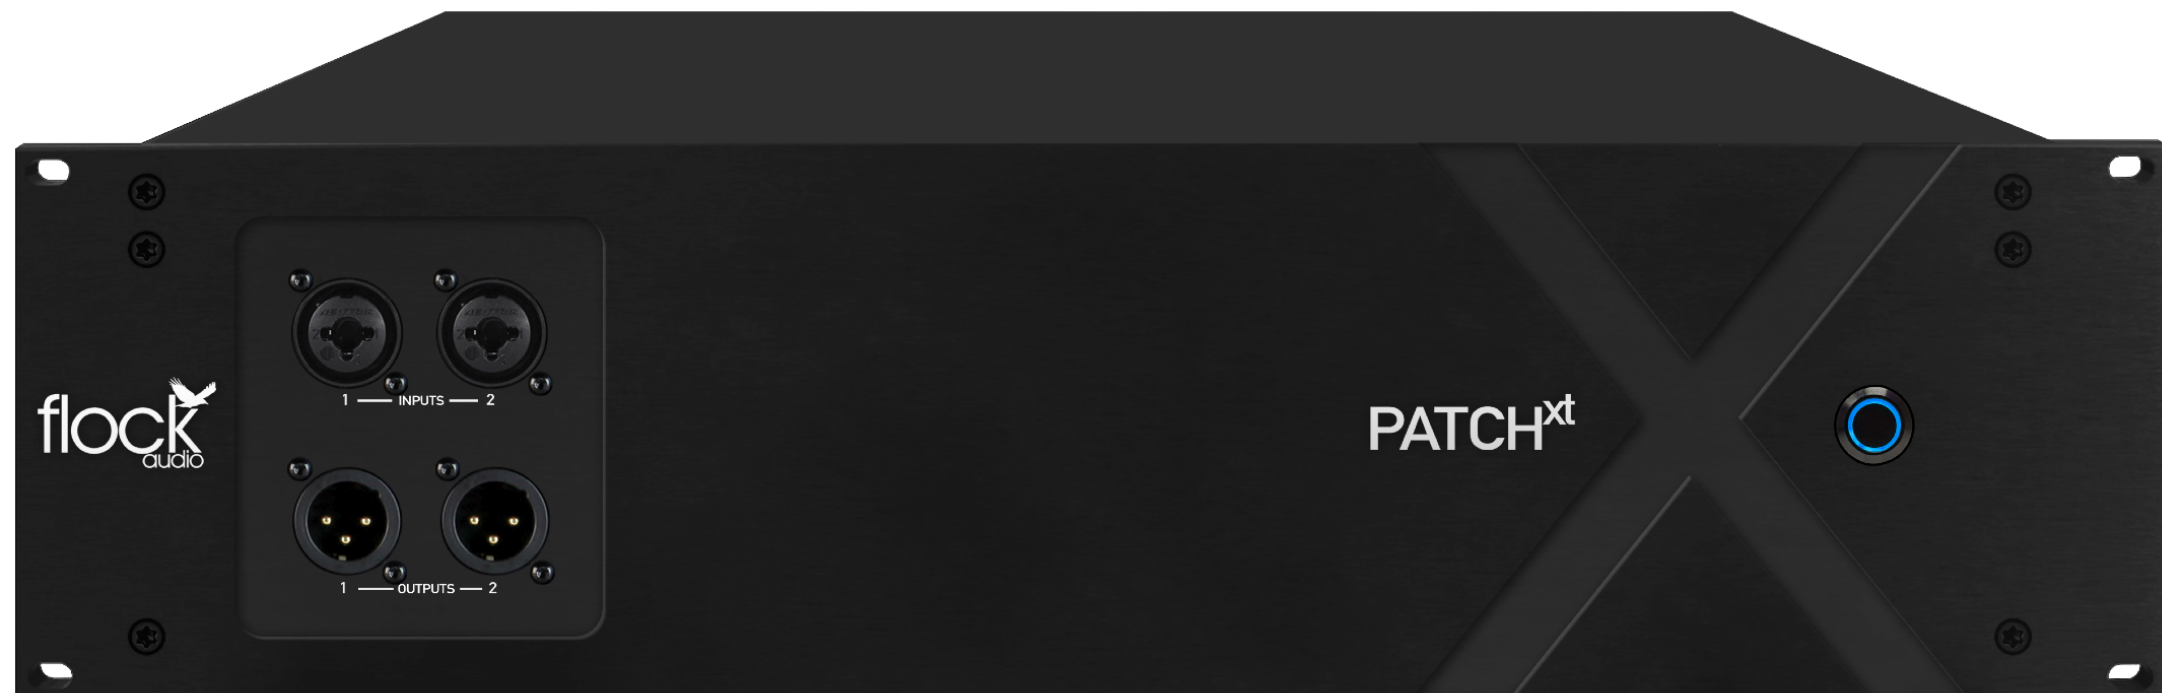 flock
audio
1 INPUTS 2
1 OUTPUTS 2
PATCHxt